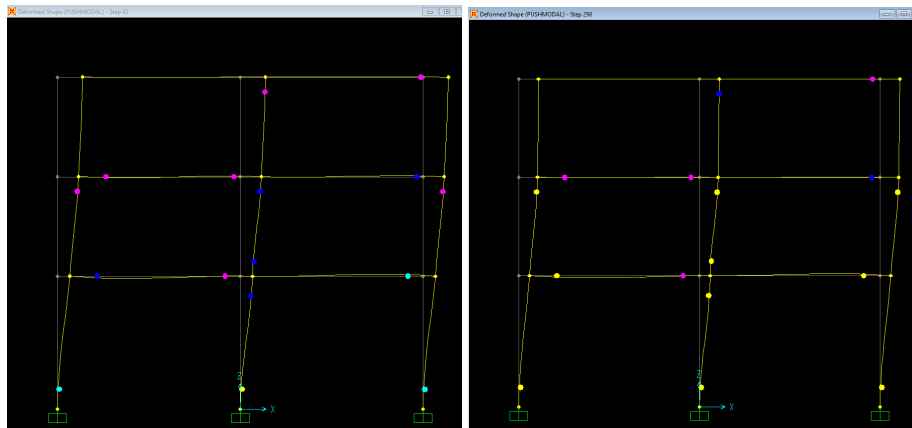 Deformed Shape (PUSHMODAL) - Step 92
Deformed Shape (PUSHMODAL) - Step 298
Z
X
Z
X